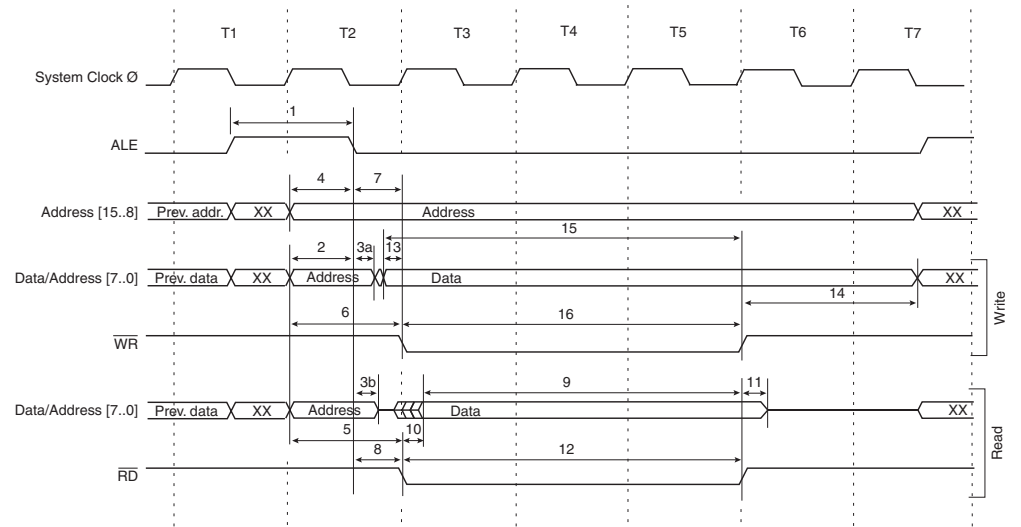 T1 T2 T3 T4 T5 T6 T7
System Clock Ø
1
ALE
4 7
Address [15..8] Prev. addr. XX Address XX
15
2 3a 13
Data/Address [7..0] Prev. data XX Address Data XX
14
6 16
WR
Write
3b 9 11
Data/Address [7..0] Prev. data XX Address Data XX
5 10
8 12
RD
Read